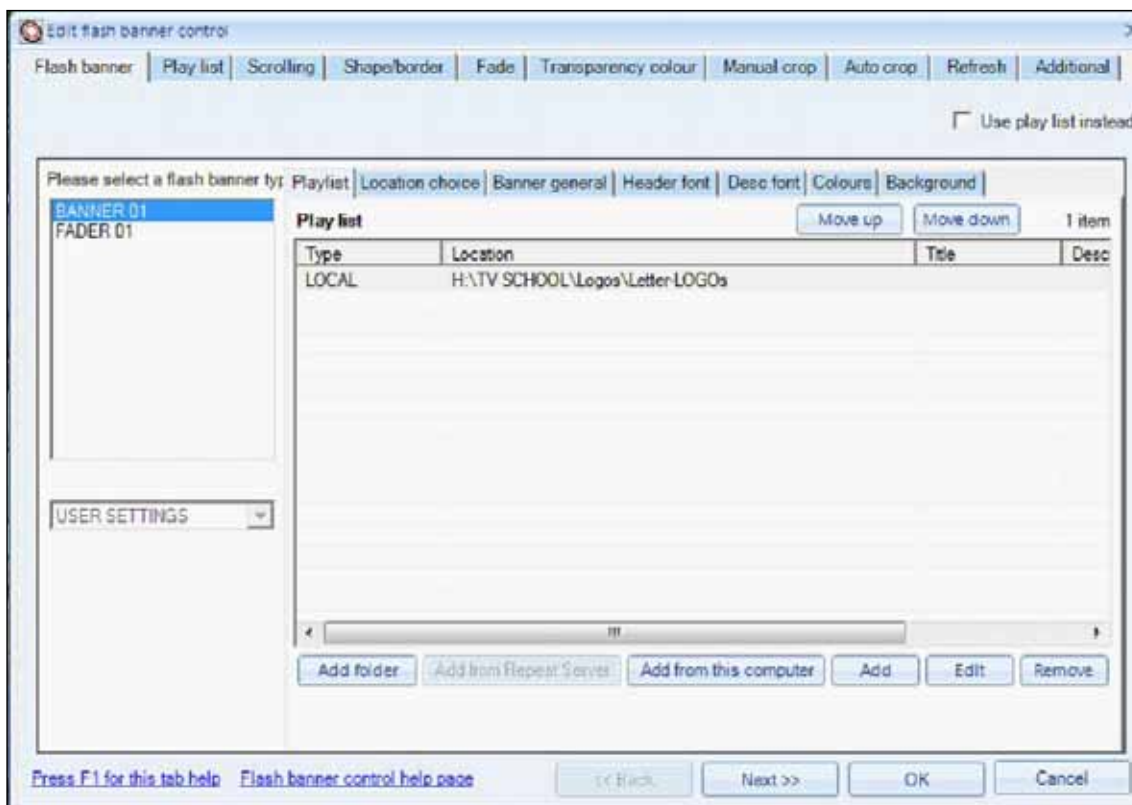 Edit flash banner control
Flash banner Play list Scrolling Shape/border Fade Transparency colour Manual crop Auto crop Refresh Additional
Use play list instead
Please select a flash banner typ
BANNER 01
FADER 01
USER SETTINGS
Playlist Location choice Banner general Header font Desc font Colours Background
Play list Move up Move down 1 item
Type Location Title Desc
LOCAL H:\TV SCHOOL\Logos\Letter-LOGOs
Add folder Add from Repeat Server Add from this computer Add Edit Remove
Press F1 for this tab help Flash banner control help page << Back Next >> OK Cancel